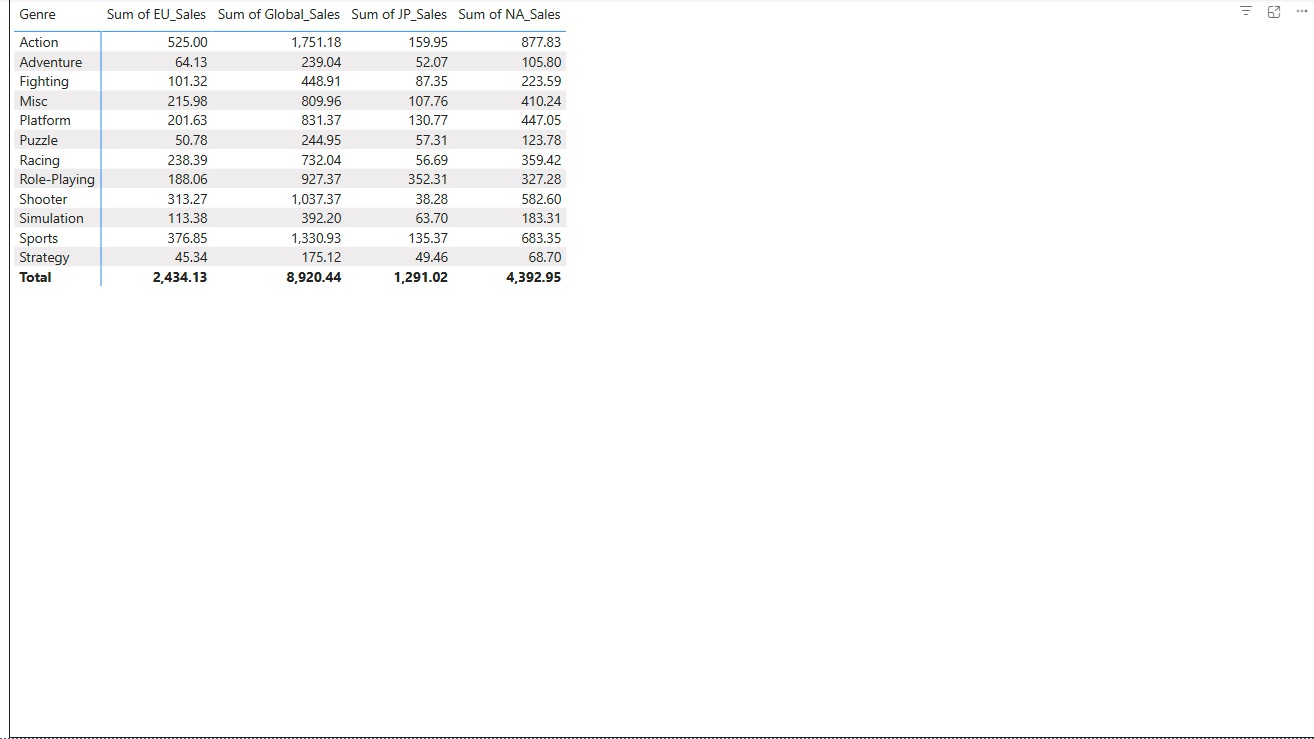 Genre Sum of EU_Sales Sum of Global_Sales Sum of JP_Sales Sum of NA_Sales
Action 525.00 1,751.18 159.95 877.83
Adventure 64.13 239.04 52.07 105.80
Fighting 101.32 448.91 87.35 223.59
Misc 215.98 809.96 107.76 410.24
Platform 201.63 831.37 130.77 447.05
Puzzle 50.78 244.95 57.31 123.78
Racing 238.39 732.04 56.69 359.42
Role-Playing 188.06 927.37 352.31 327.28
Shooter 313.27 1,037.37 38.28 582.60
Simulation 113.38 392.20 63.70 183.31
Sports 376.85 1,330.93 135.37 683.35
Strategy 45.34 175.12 49.46 68.70
Total 2,434.13 8,920.44 1,291.02 4,392.95